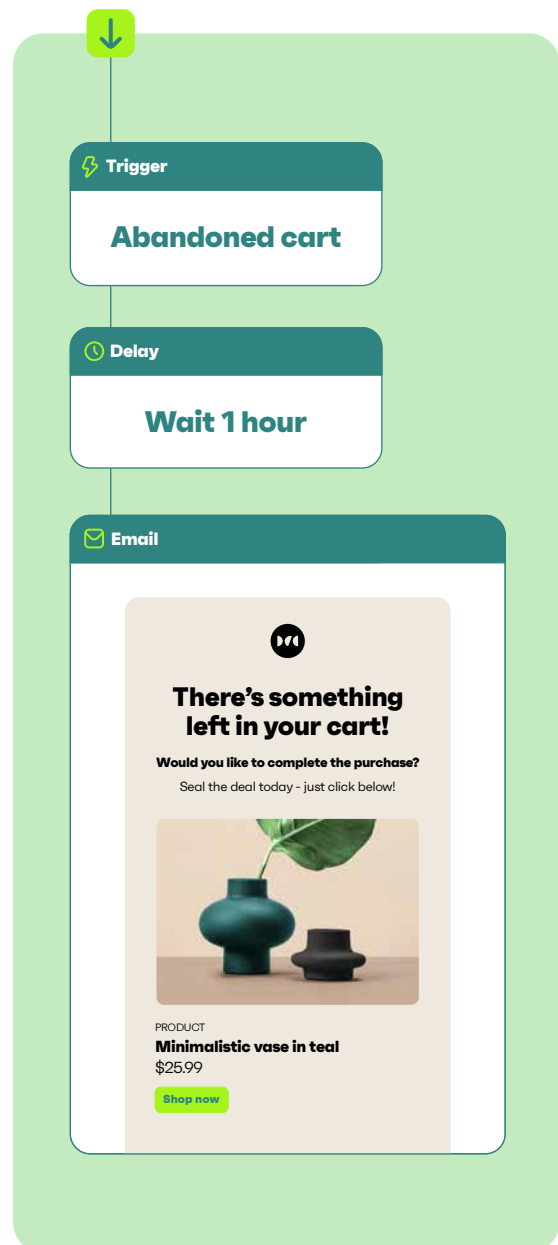 Trigger
Abandoned cart
Delay
Wait 1 hour
Email
There's something
left in your cart!
Would you like to complete the purchase?
Seal the deal today - just click below!
PRODUCT
Minimalistic vase in teal
$25.99
Shop now